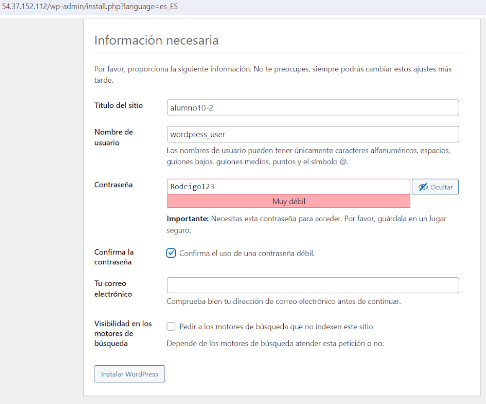 54.37.152.112/wp-admin/install.php?language=es_ES
Información necesaria
Por favor, proporciona la siguiente información. No te preocupes, siempre podrás cambiar estos ajustes más
tarde.
Título del sitio
alumno10-2
Nombre de
usuario
wordpress_user
Los nombres de usuario pueden tener únicamente caracteres alfanuméricos, espacios,
guiones bajos, guiones medios, puntos y el símbolo @.
Contraseña
Rodrigo123
Ocultar
Muy débil
Importante: Necesitas esta contraseña para acceder. Por favor, guárdala en un lugar
seguro.
Confirma la
contraseña
Confirma el uso de una contraseña débil.
Tu correo
electrónico
Comprueba bien tu dirección de correo electrónico antes de continuar.
Visibilidad en los
motores de
búsqueda
Pedir a los motores de búsqueda que no indexen este sitio
Depende de los motores de búsqueda atender esta petición o no.
Instalar WordPress